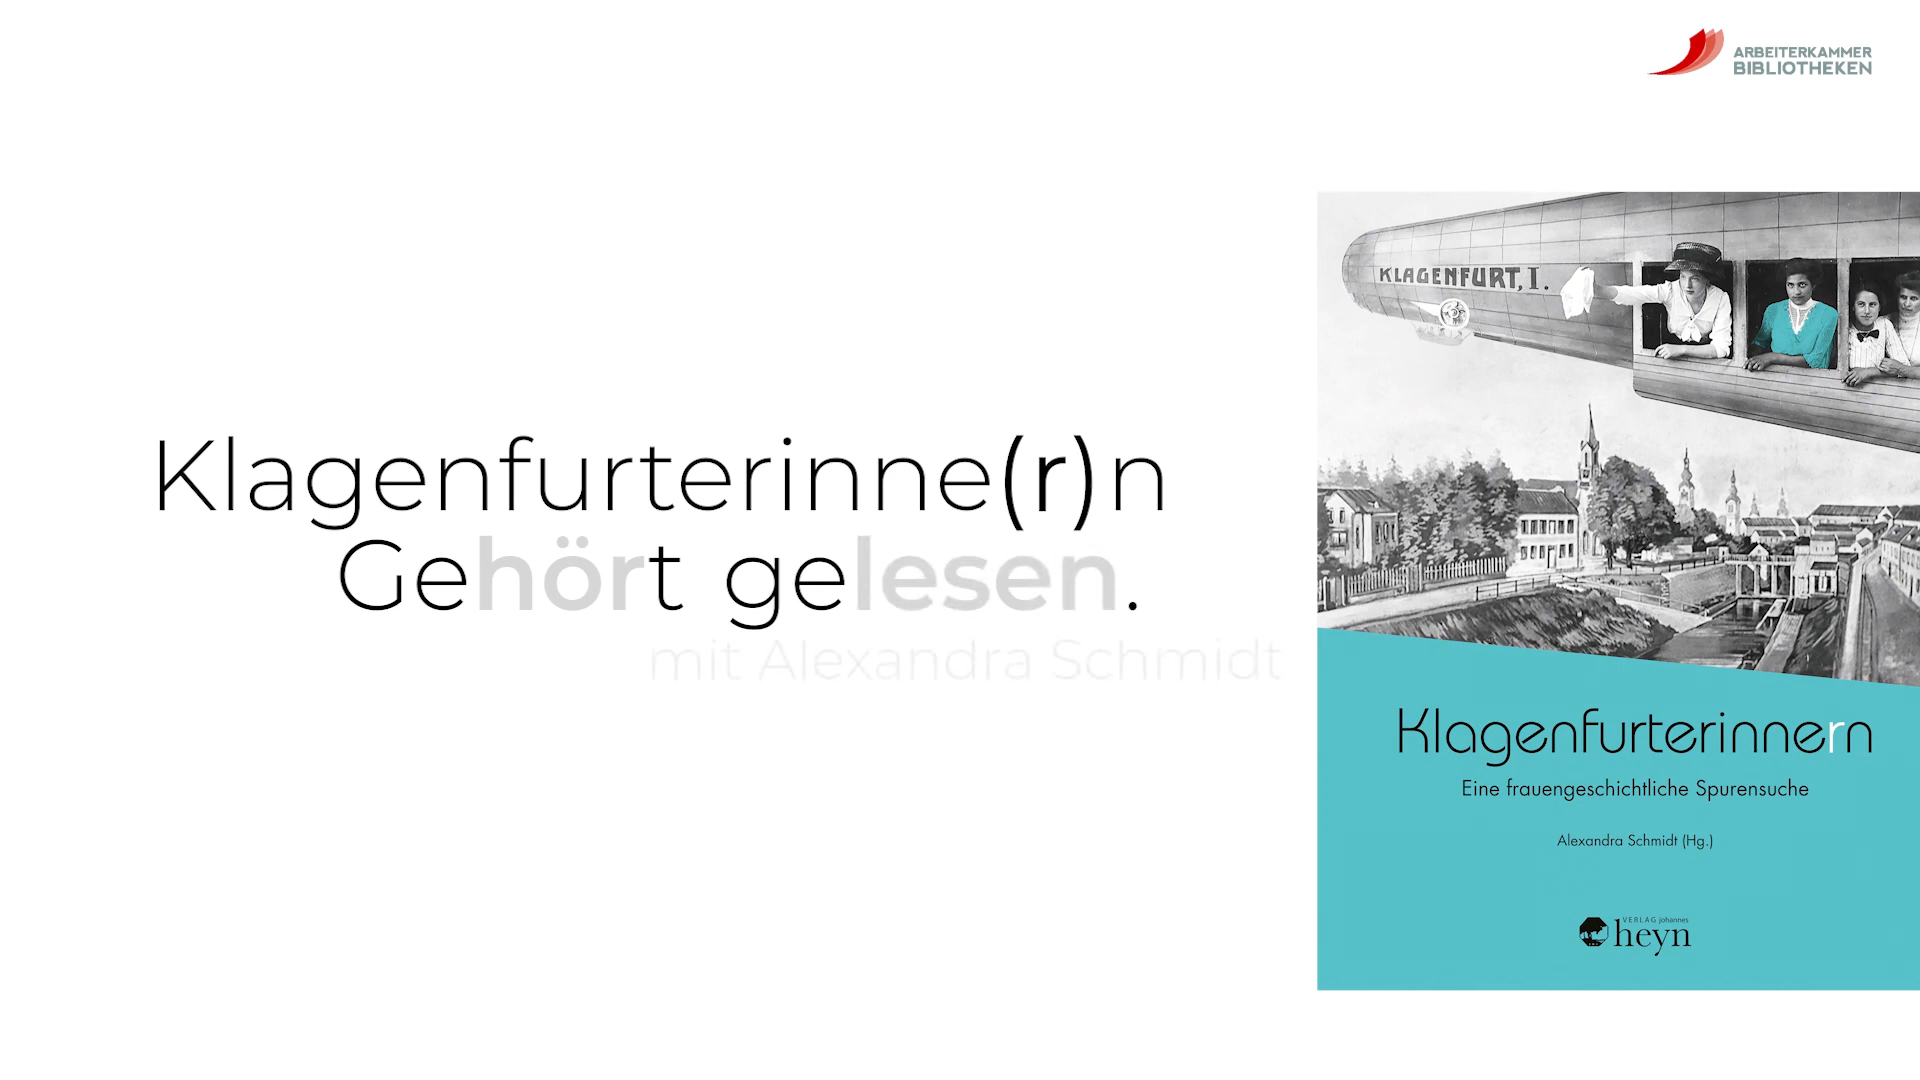 ARBEITERKAMMER
BIBLIOTHEKEN
Klagenfurterinne(r)n
Gehört gelesen.
mit Alexandra Schmidt
KLAGENFURT, I.
Klagenfurterinnern
Eine frauengeschichtliche Spurensuche
Alexandra Schmidt (Hg.)
VERLAG johannes
heyn